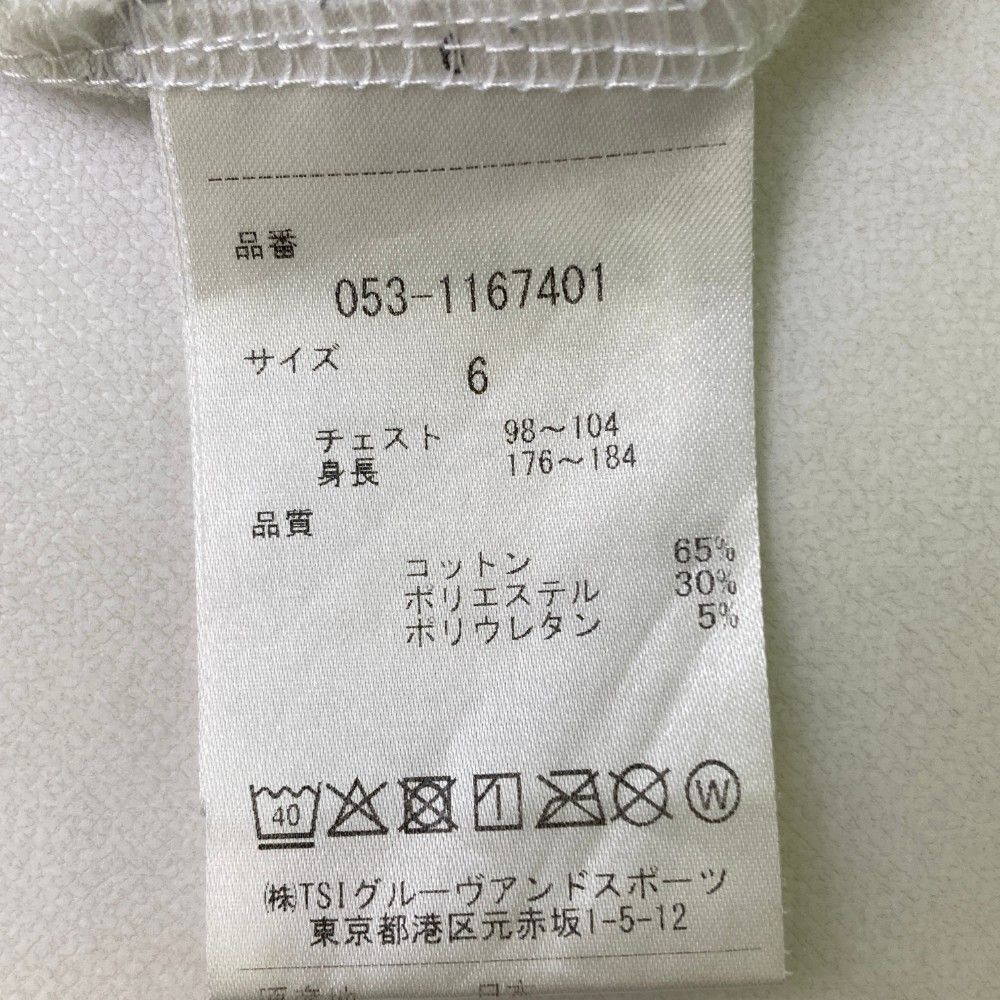 品番
053-1167401
サイズ
6
チェスト 98～104
身長 176～184
品質
コットン 65%
ポリエステル 30%
ポリウレタン 5%
40 W
㈱TSIグルーヴアンドスポーツ
東京都港区元赤坂1-5-12